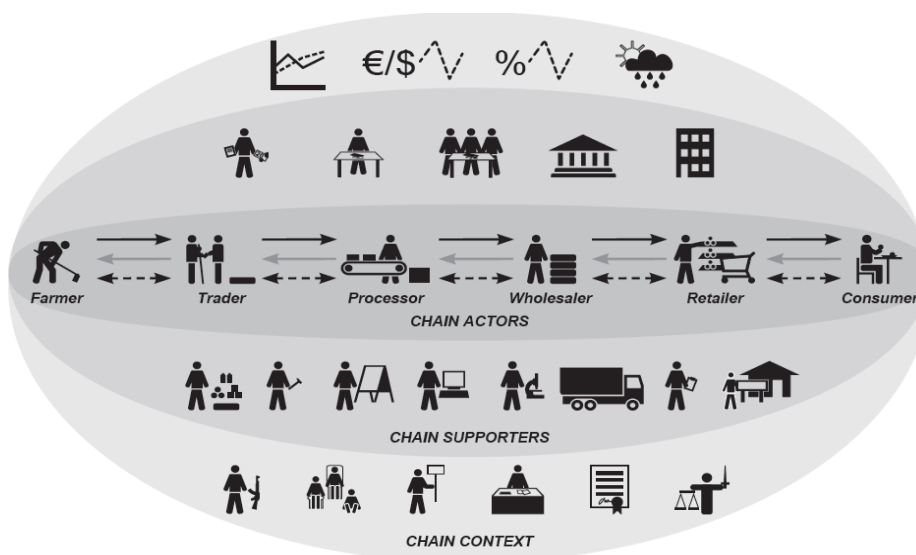 €/$
%
Farmer
Trader
Processor
Wholesaler
Retailer
Consumer
CHAIN ACTORS
CHAIN SUPPORTERS
CHAIN CONTEXT